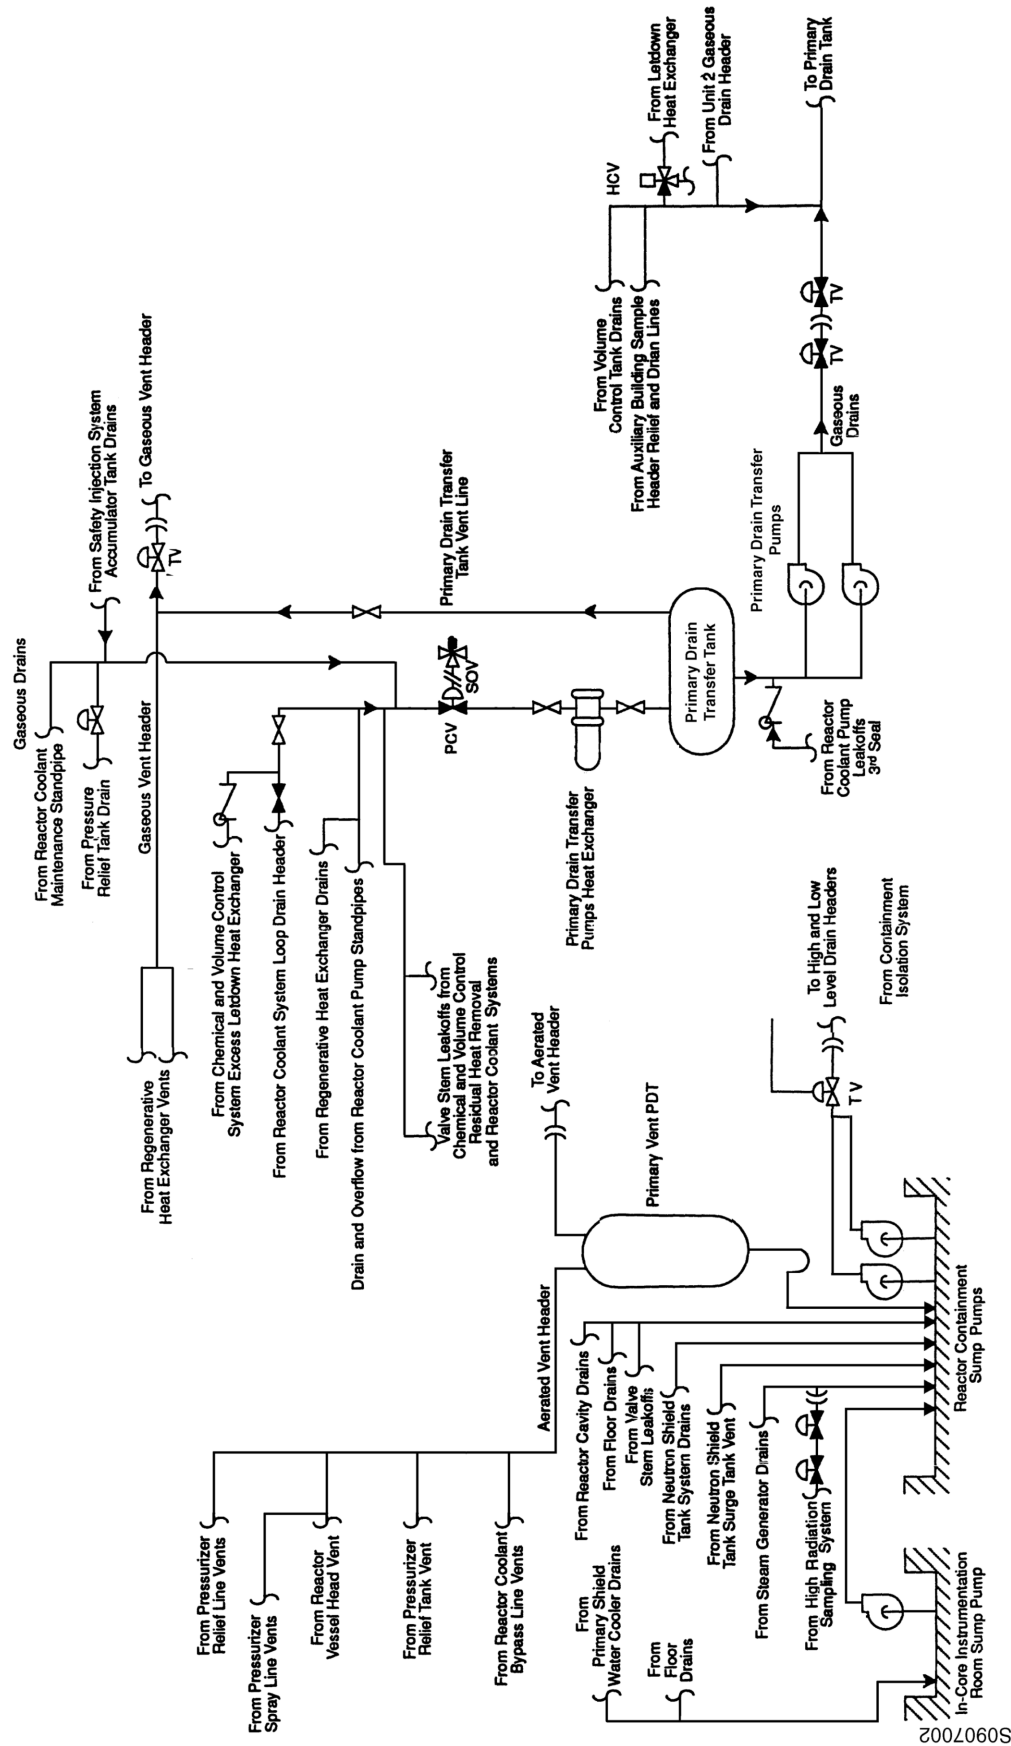 Gaseous Drains
From Reactor Coolant
Maintenance Standpipe
From Pressure
Relief Tank Drain
From Safety Injection System
Accumulator Tank Drains
Gaseous Vent Header
To Gaseous Vent Header
TV
From Regenerative
Heat Exchanger Vents
From Chemical and Volume Control
System Excess Letdown Heat Exchanger
From Reactor Coolant System Loop Drain Header
From Regenerative Heat Exchanger Drains
Drain and Overflow from Reactor Coolant Pump Standpipes
Valve Stem Leakoffs from
Chemical and Volume Control
Residual Heat Removal
and Reactor Coolant Systems
PCV
SOV
Primary Drain Transfer
Tank Vent Line
Primary Drain Transfer
Pumps Heat Exchanger
Primary Drain
Transfer Tank
Primary Drain Transfer
Pumps
From Reactor
Coolant Pump
Leakoffs
3rd Seal
Gaseous
Drains
TV
TV
From Volume
Control Tank Drains
From Auxiliary Building Sample
Header Relief and Drian Lines
HCV
From Letdown
Heat Exchanger
From Unit 2 Gaseous
Drain Header
To Primary
Drain Tank
From Pressurizer
Relief Line Vents
From Pressurizer
Spray Line Vents
From Reactor
Vessel Head Vent
From Pressurizer
Relief Tank Vent
From Reactor Coolant
Bypass Line Vents
Aerated Vent Header
To Aerated
Vent Header
Primary Vent PDT
From Reactor Cavity Drains
From Floor Drains
From Valve
Stem Leakoffs
From Neutron Shield
Tank System Drains
From Neutron Shield
Tank Surge Tank Vent
From Steam Generator Drains
From High Radiation
Sampling System
From
Primary Shield
Water Cooler Drains
From
Floor
Drains
TV
To High and Low
Level Drain Headers
From Containment
Isolation System
Reactor Containment
Sump Pumps
In-Core Instrumentation
Room Sump Pump
S0907002